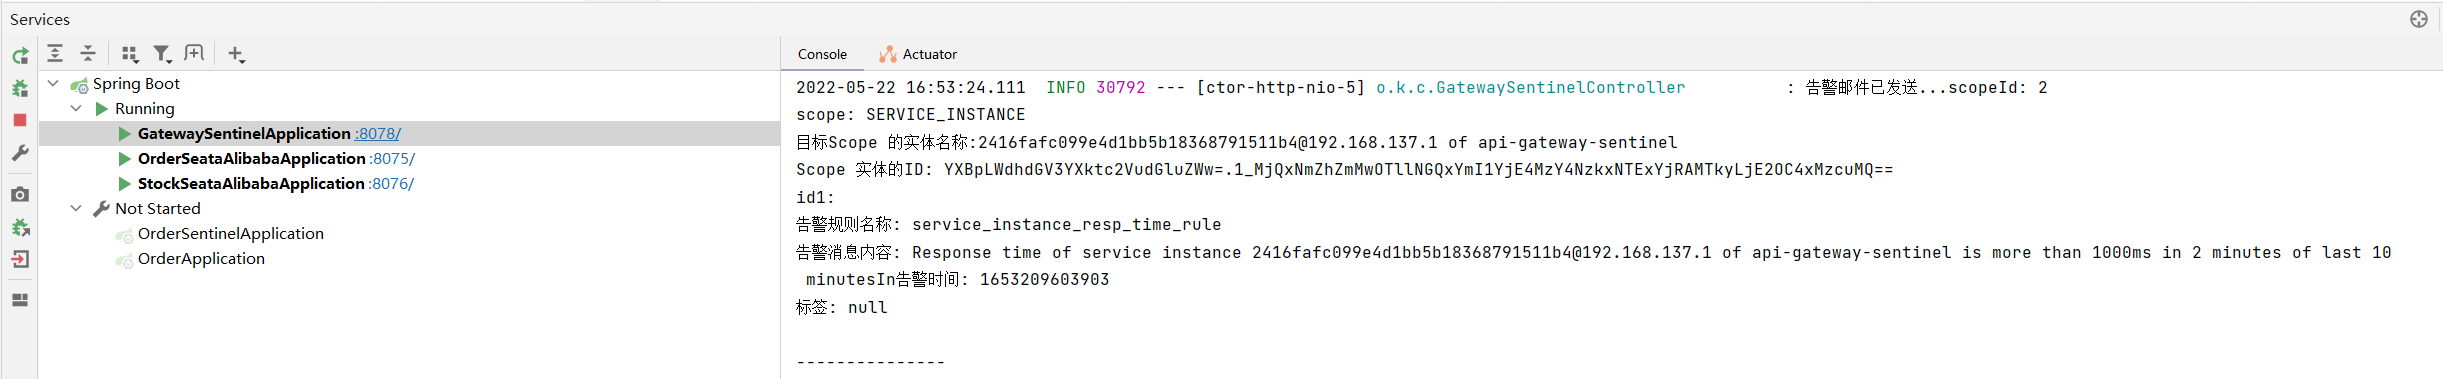 Services
Spring Boot
Running
GatewaySentinelApplication :8078/
OrderSeataAlibabaApplication :8075/
StockSeataAlibabaApplication :8076/
Not Started
OrderSentinelApplication
OrderApplication
Console Actuator
2022-05-22 16:53:24.111 INFO 30792 --- [ctor-http-nio-5] o.k.c.GatewaySentinelController : 告警邮件已发送...scopeId: 2
scope: SERVICE_INSTANCE
目标Scope 的实体名称:2416fafc099e4d1bb5b18368791511b4@192.168.137.1 of api-gateway-sentinel
Scope 实体的ID: YXBpLWdhdGV3YXktc2VudGluZWw=.1_MjQxNmZhZmMwOTllNGQxYmI1YjE4MzY4NzkxNTExYjRAMTkyLjE2OC4xMzcuMQ==
id1:
告警规则名称: service_instance_resp_time_rule
告警消息内容: Response time of service instance 2416fafc099e4d1bb5b18368791511b4@192.168.137.1 of api-gateway-sentinel is more than 1000ms in 2 minutes of last 10
minutesIn告警时间: 1653209603903
标签: null
---------------